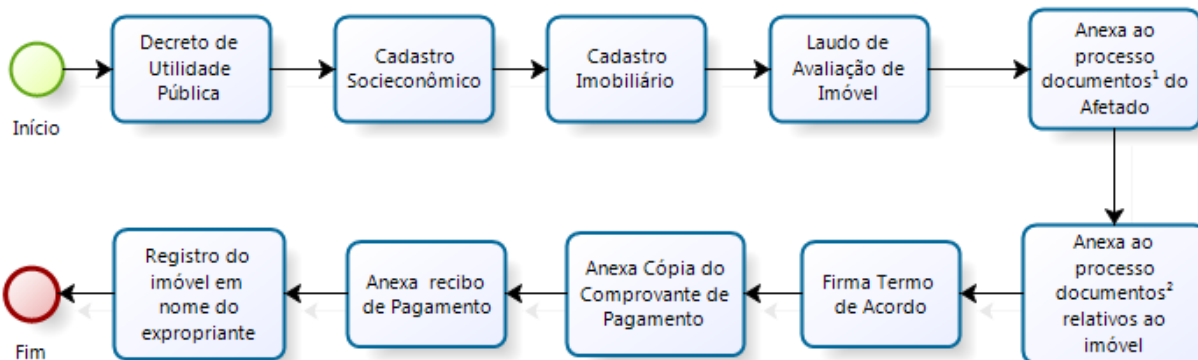 Início
Decreto de
Utilidade
Pública
Cadastro
Socieconômico
Cadastro
Imobiliário
Laudo de
Avaliação de
Imóvel
Anexa ao
processo
documentos¹ do
Afetado
Anexa ao
processo
documentos²
relativos ao
imóvel
Firma Termo
de Acordo
Anexa Cópia do
Comprovante de
Pagamento
Anexa recibo
de Pagamento
Registro do
imóvel em
nome do
expropriante
Fim